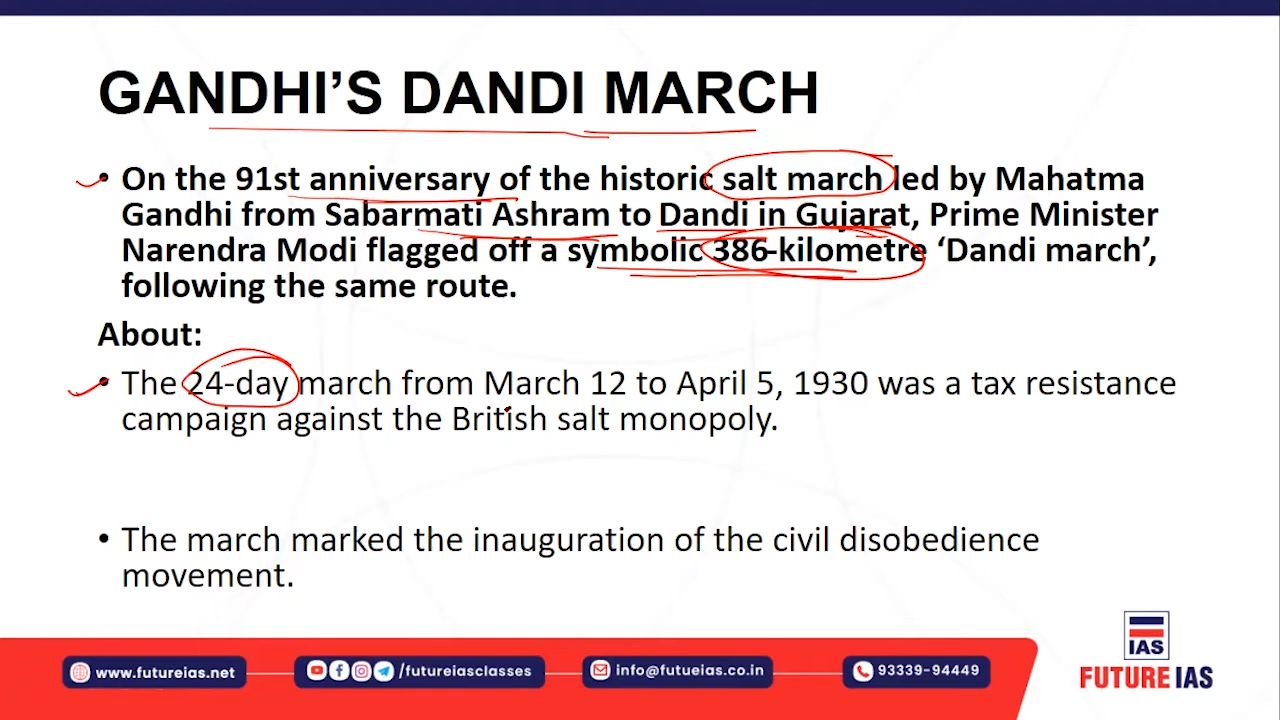 GANDHI’S DANDI MARCH
• On the 91st anniversary of the historic salt march led by Mahatma
Gandhi from Sabarmati Ashram to Dandi in Gujarat, Prime Minister
Narendra Modi flagged off a symbolic 386-kilometre ‘Dandi march’,
following the same route.
About:
• The 24-day march from March 12 to April 5, 1930 was a tax resistance
campaign against the British salt monopoly.
• The march marked the inauguration of the civil disobedience
movement.
IAS
www.futureias.net
/futureiasclasses
info@futueias.co.in
93339-94449
FUTURE IAS